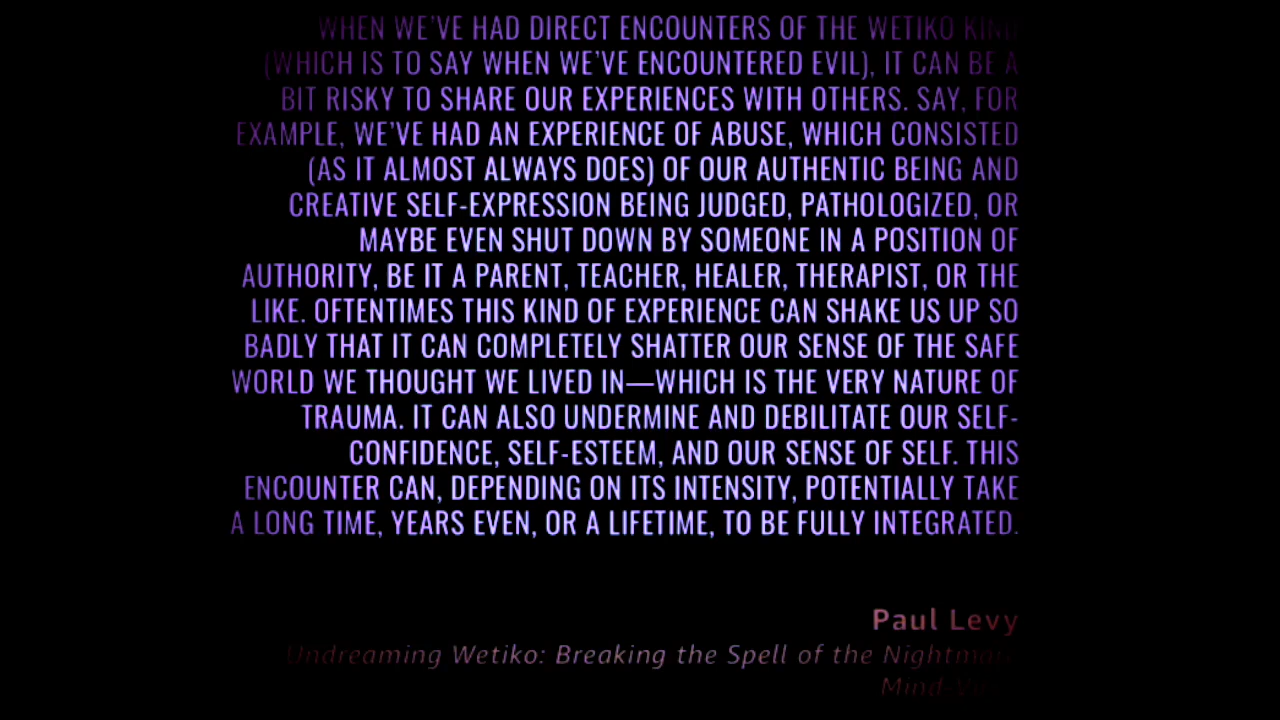 WHEN WE'VE HAD DIRECT ENCOUNTERS OF THE WETIKO KIND
(WHICH IS TO SAY WHEN WE'VE ENCOUNTERED EVIL), IT CAN BE A
BIT RISKY TO SHARE OUR EXPERIENCES WITH OTHERS. SAY, FOR
EXAMPLE, WE'VE HAD AN EXPERIENCE OF ABUSE, WHICH CONSISTED
(AS IT ALMOST ALWAYS DOES) OF OUR AUTHENTIC BEING AND
CREATIVE SELF-EXPRESSION BEING JUDGED, PATHOLOGIZED, OR
MAYBE EVEN SHUT DOWN BY SOMEONE IN A POSITION OF
AUTHORITY, BE IT A PARENT, TEACHER, HEALER, THERAPIST, OR THE
LIKE. OFTENTIMES THIS KIND OF EXPERIENCE CAN SHAKE US UP SO
BADLY THAT IT CAN COMPLETELY SHATTER OUR SENSE OF THE SAFE
WORLD WE THOUGHT WE LIVED IN—WHICH IS THE VERY NATURE OF
TRAUMA. IT CAN ALSO UNDERMINE AND DEBILITATE OUR SELF-
CONFIDENCE, SELF-ESTEEM, AND OUR SENSE OF SELF. THIS
ENCOUNTER CAN, DEPENDING ON ITS INTENSITY, POTENTIALLY TAKE
A LONG TIME, YEARS EVEN, OR A LIFETIME, TO BE FULLY INTEGRATED.
Paul Levy
Undreaming Wetiko: Breaking the Spell of the Nightmare
Mind-Virus